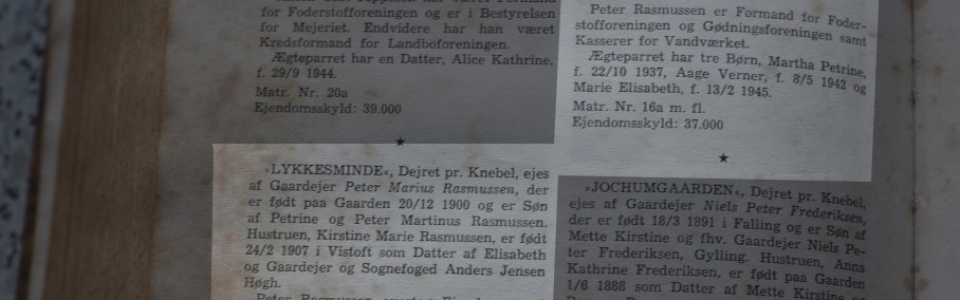 for Foderstofforeningen og er i Bestyrelsen
for Mejeriet. Endvidere har han været
Kredsformand for Landboforeningen.
Ægteparret har en Datter, Alice Kathrine,
f. 29/9 1944.
Matr. Nr. 20a
Ejendomsskyld: 39.000
★
»LYKKESMINDE«, Dejret pr. Knebel, ejes
af Gaardejer Peter Marius Rasmussen, der
er født paa Gaarden 20/12 1900 og er Søn
af Petrine og Peter Martinus Rasmussen.
Hustruen, Kirstine Marie Rasmussen, er født
24/2 1907 i Vistoft som Datter af Elisabeth
og Gaardejer og Sognefoged Anders Jensen
Høgh.
Peter Rasmussen
Peter Rasmussen er Formand for Foder-
stofforeningen og Gødningsforeningen samt
Kasserer for Vandværket.
Ægteparret har tre Børn, Martha Petrine,
f. 22/10 1937, Aage Verner, f. 8/5 1942 og
Marie Elisabeth, f. 13/2 1945.
Matr. Nr. 16a m. fl.
Ejendomsskyld: 37.000
★
»JOCHUMGAARDEN«, Dejret pr. Knebel,
ejes af Gaardejer Niels Peter Frederiksen,
der er født 18/3 1891 i Falling og er Søn af
Mette Kirstine og fhv. Gaardejer Niels Pe-
ter Frederiksen, Gylling. Hustruen, Anna
Kathrine Frederiksen, er født paa Gaarden
1/6 1888 som Datter af Mette Kirstine og